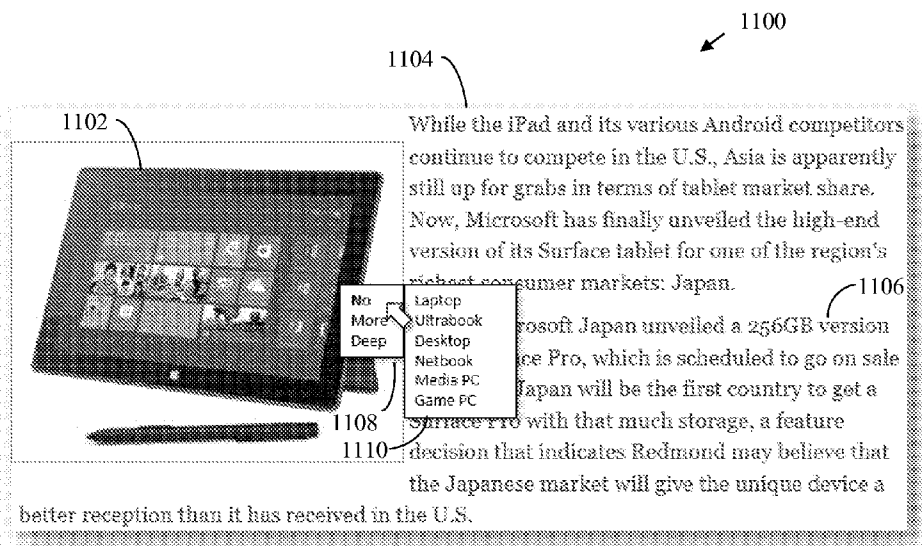 1100
1104
1102
While the iPad and its various Android competitors
continue to compete in the U.S., Asia is apparently
still up for grabs in terms of tablet market share.
Now, Microsoft has finally unveiled the high-end
version of its Surface tablet for one of the region's
richest consumer markets: Japan.
1106
No
More
Deep
Laptop
Ultrabook
Desktop
Netbook
Media PC
Game PC
rosoft Japan unveiled a 256GB version
ce Pro, which is scheduled to go on sale
Japan will be the first country to get a
Surface Pro with that much storage, a feature
decision that indicates Redmond may believe that
the Japanese market will give the unique device a
better reception than it has received in the U.S.
1108
1110